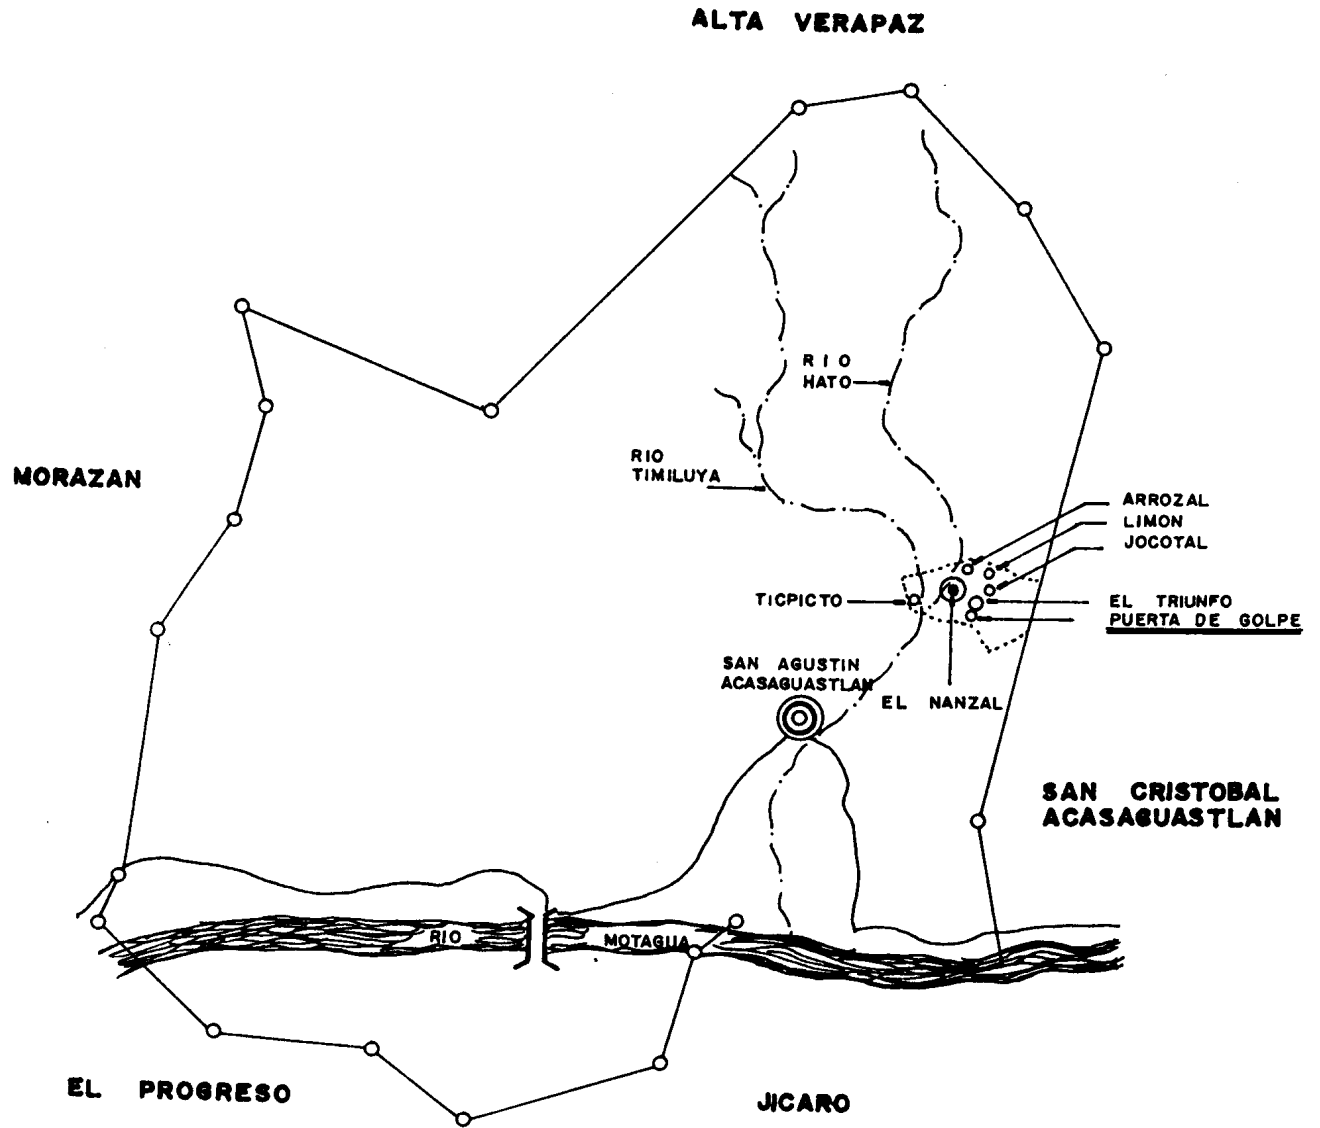 ALTA VERAPAZ
RIO
HATO
MORAZAN
RIO
TIMILUYA
ARROZAL
LIMON
JOCOTAL
TICPICTO
EL TRIUNFO
PUERTA DE GOLPE
SAN AGUSTIN
ACASAGUASTLAN
EL NANZAL
SAN CRISTOBAL
ACASAGUASTLAN
RIO MOTAGUA
EL PROGRESO
JICARO